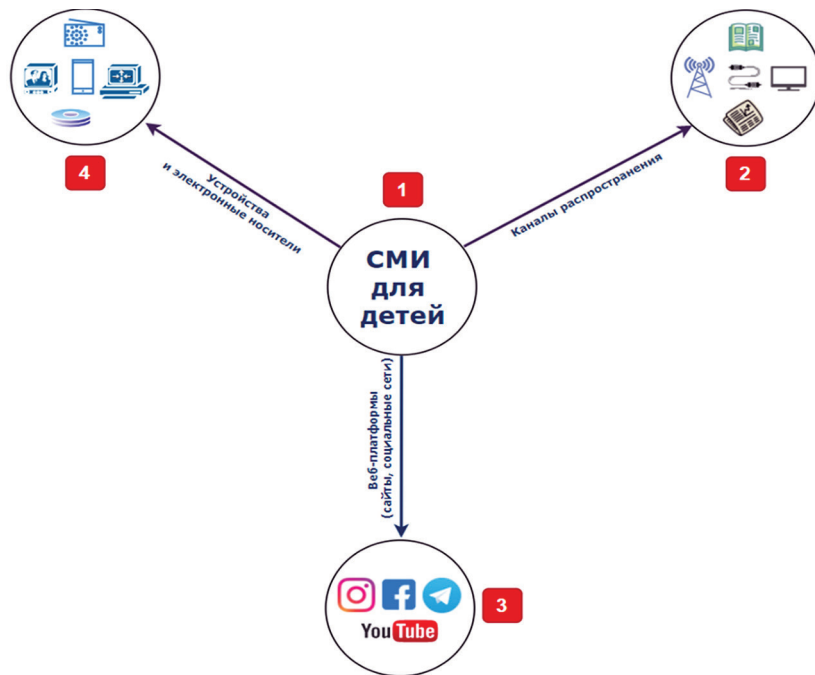 4
Устройства
и электронные носители
1
СМИ
для
детей
Каналы распространения
2
Веб-платформы
(сайты, социальные сети)
YouTube
3